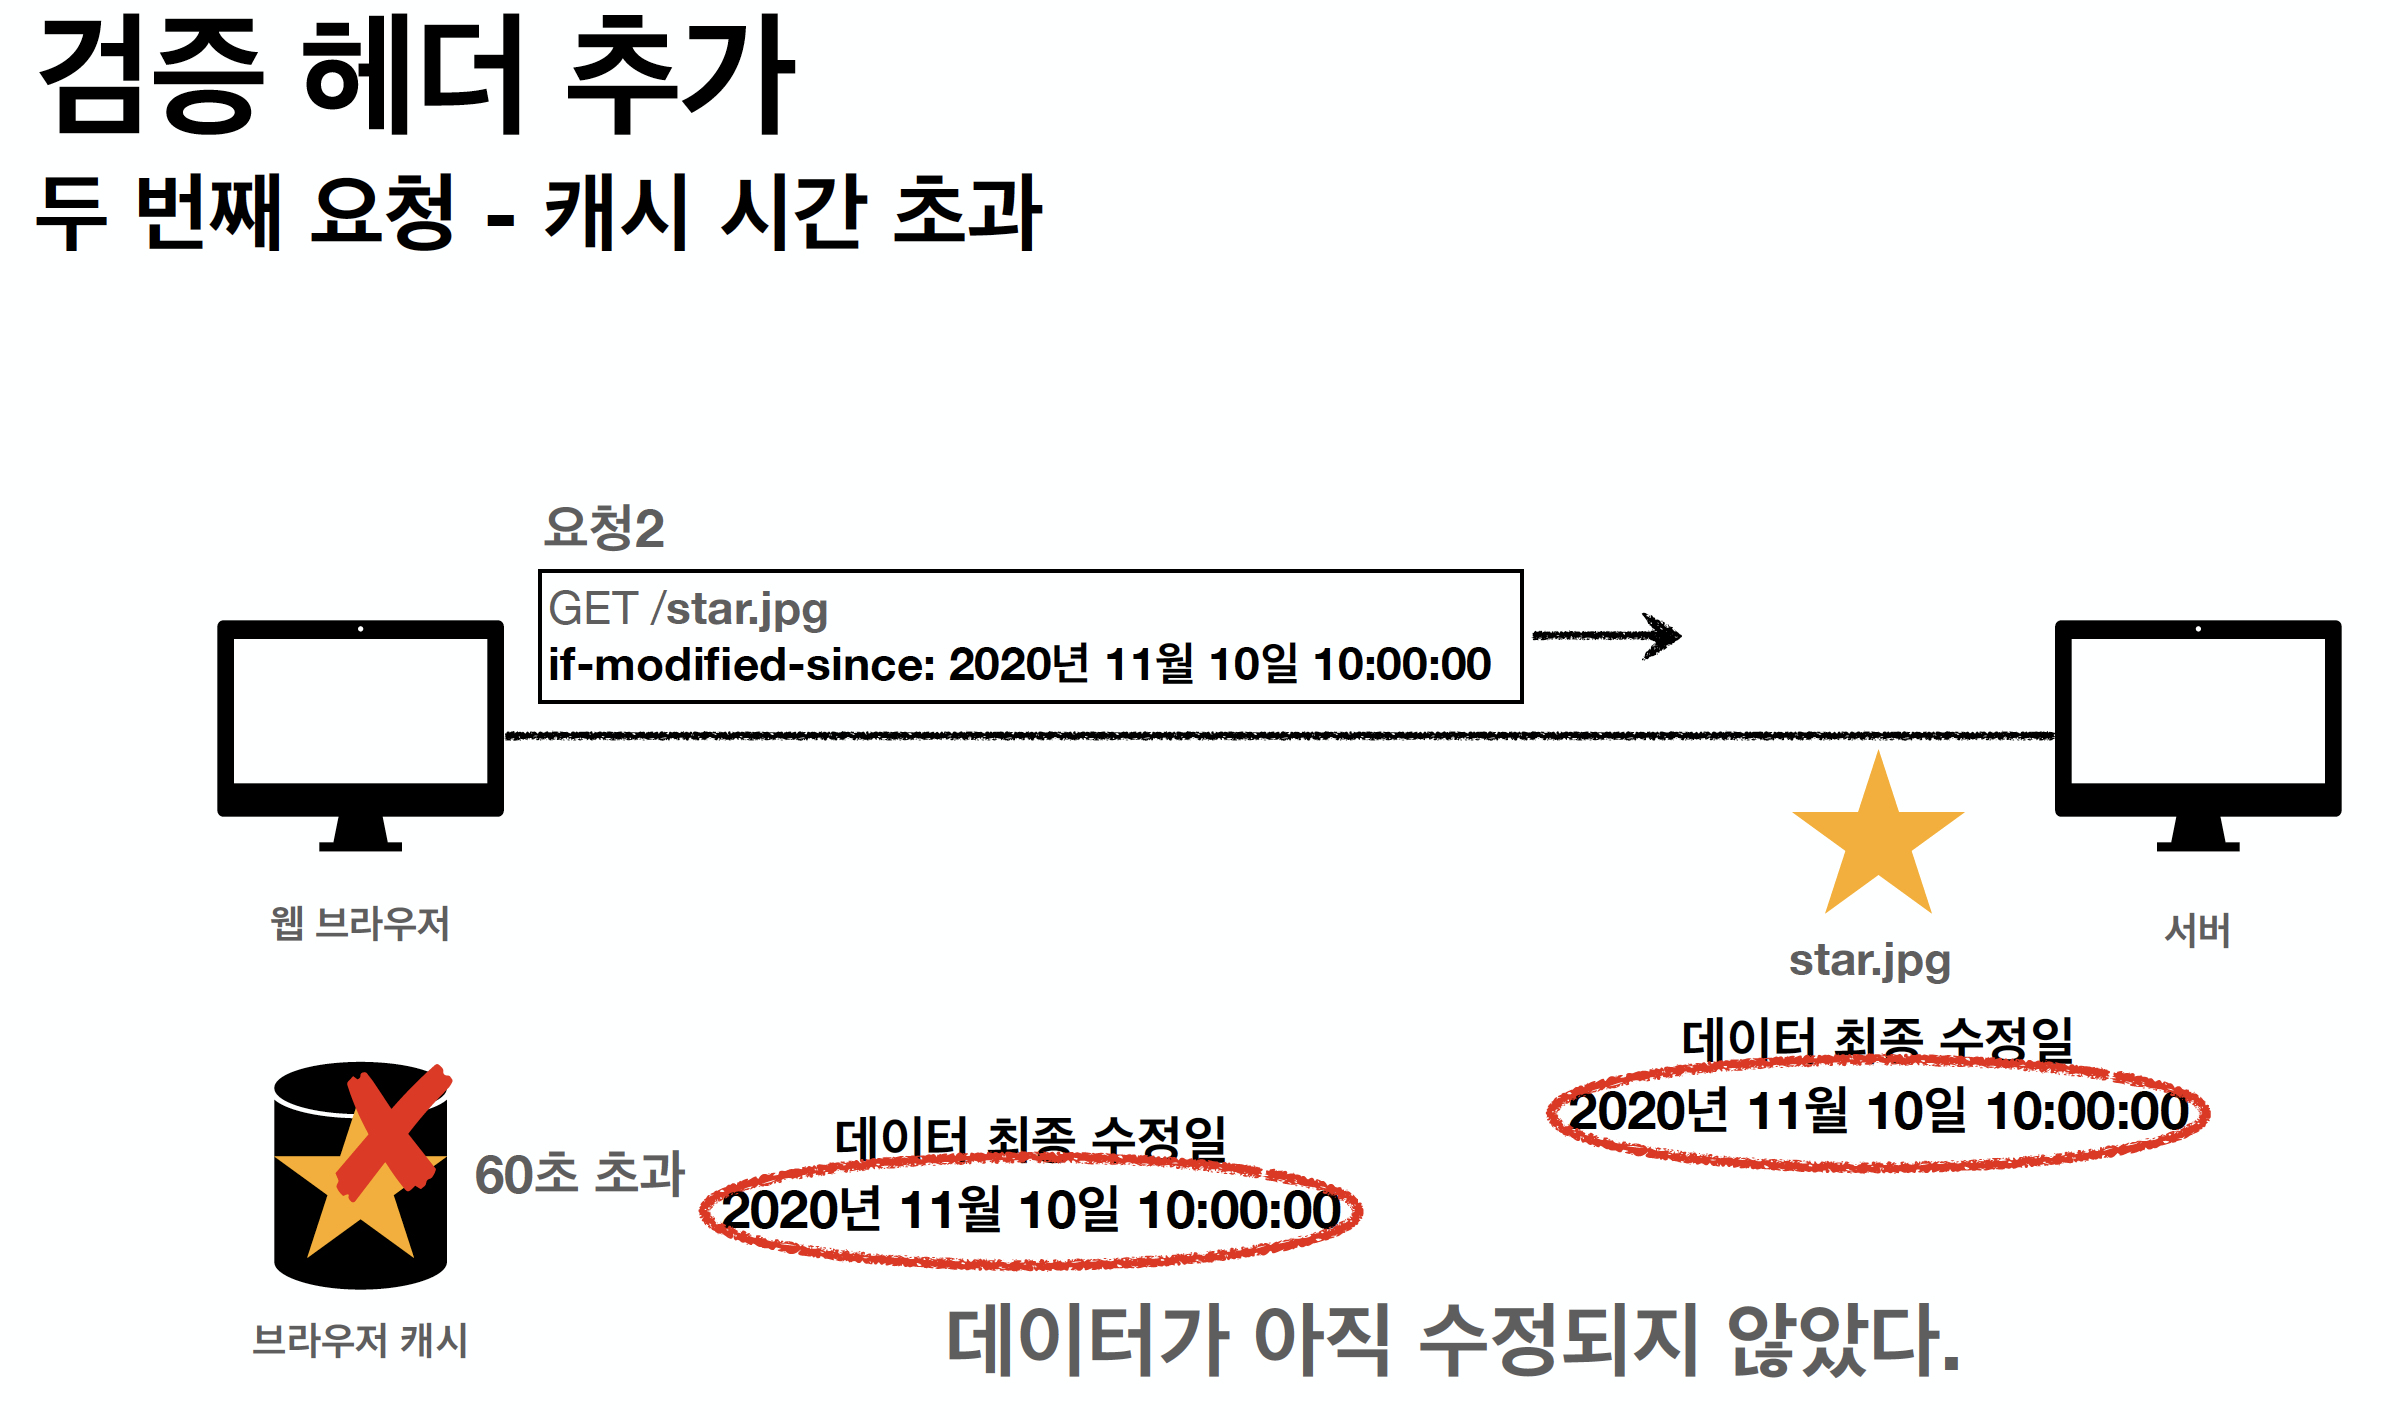 검증 헤더 추가
두 번째 요청 - 캐시 시간 초과
요청2
GET /star.jpg
if-modified-since: 2020년 11월 10일 10:00:00
웹 브라우저
서버
star.jpg
데이터 최종 수정일
2020년 11월 10일 10:00:00
60초 초과
데이터 최종 수정일
2020년 11월 10일 10:00:00
브라우저 캐시
데이터가 아직 수정되지 않았다.